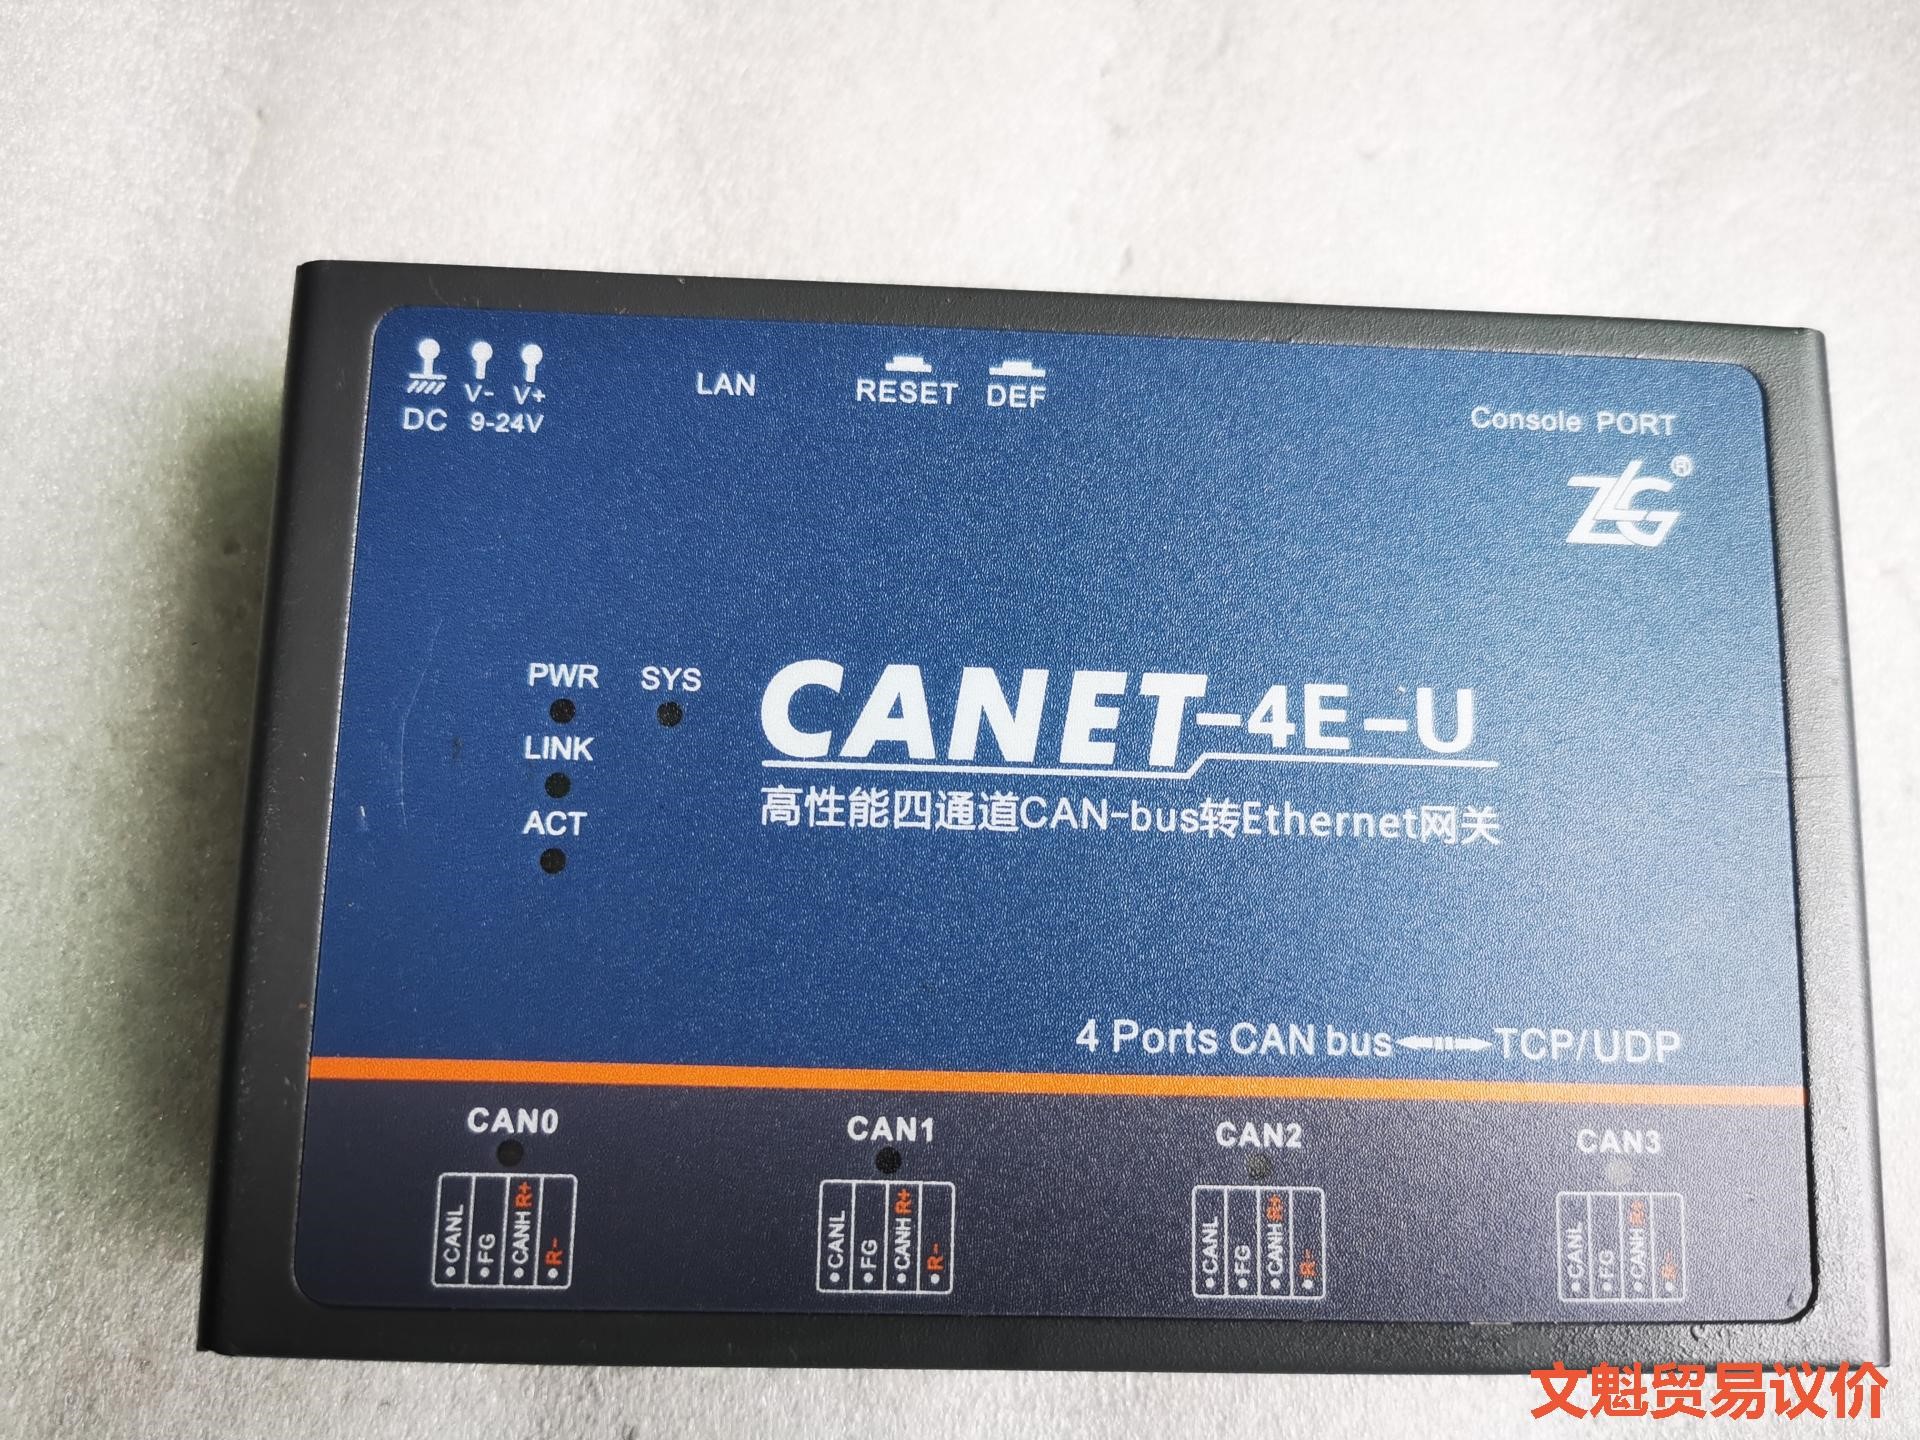 V- V+
DC 9-24V
LAN
RESET
DEF
Console PORT
ZLG®
PWR SYS
LINK
ACT
CANET-4E-U
高性能四通道CAN-bus转Ethernet网关
4 Ports CAN bus TCP/UDP
CAN0
CAN1
CAN2
CAN3
CANL
FG
CANH R+
R-
CANL
FG
CANH R+
R-
CANL
FG
CANH R+
R-
CANL
FG
CANH R+
R-
文魁贸易议价